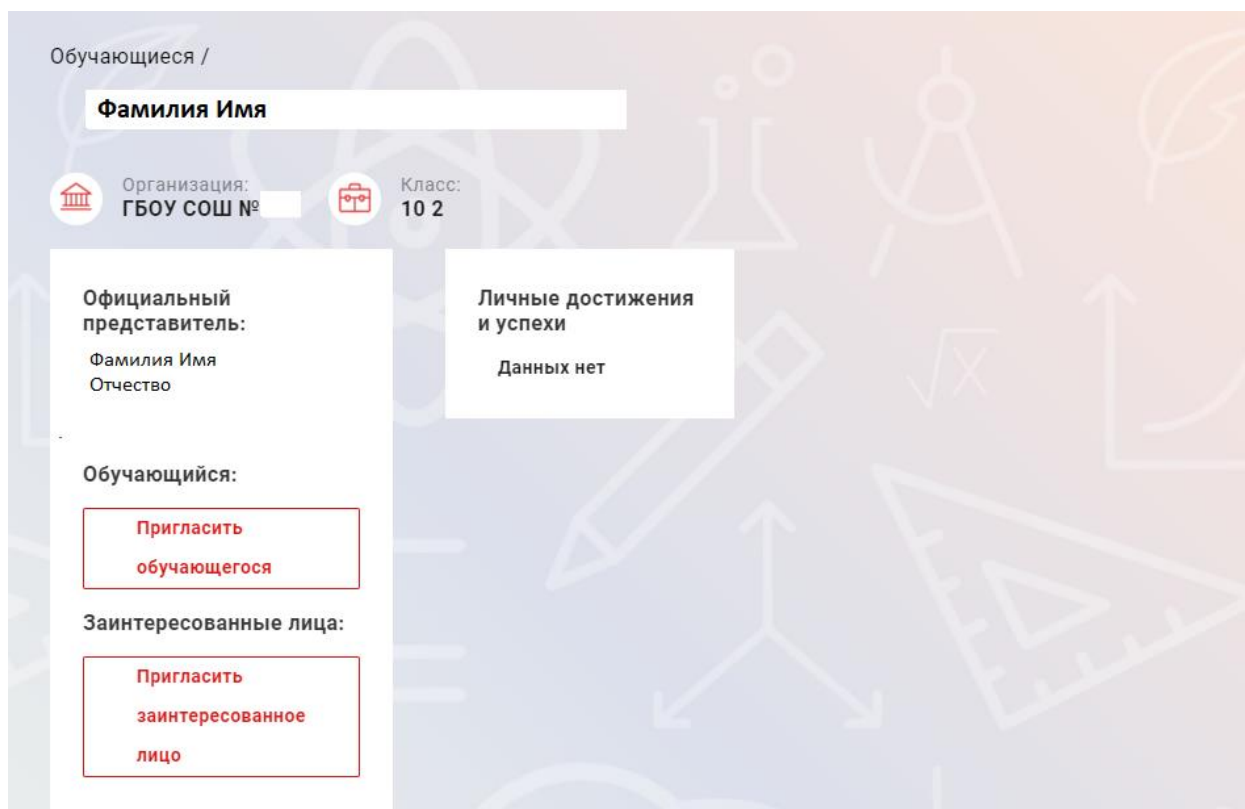 Обучающиеся /
Фамилия Имя
Организация:
ГБОУ СОШ №
Класс:
10 2
Официальный
представитель:
Фамилия Имя
Отчество
Обучающийся:
Пригласить
обучающегося
Заинтересованные лица:
Пригласить
заинтересованное
лицо
Личные достижения
и успехи
Данных нет
√x